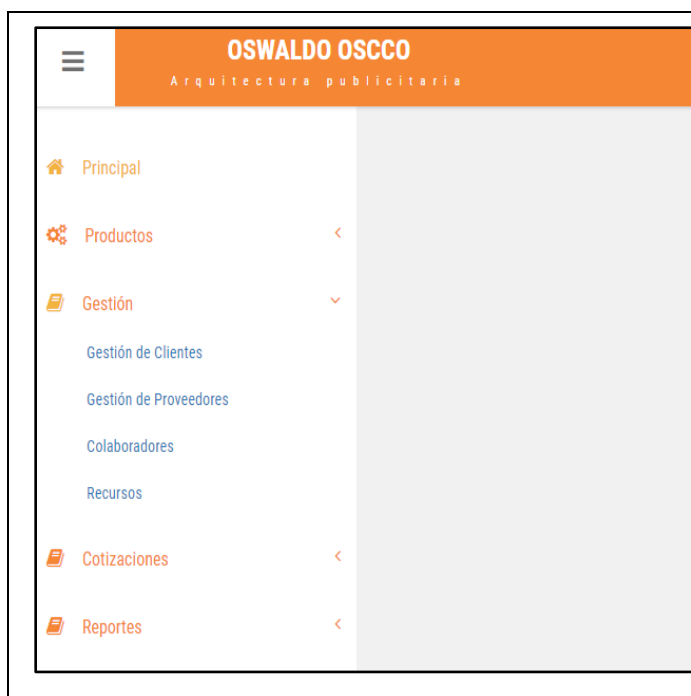 OSWALDO OSCCO
Arquitectura publicitaria
Principal
Productos
Gestión
Gestión de Clientes
Gestión de Proveedores
Colaboradores
Recursos
Cotizaciones
Reportes